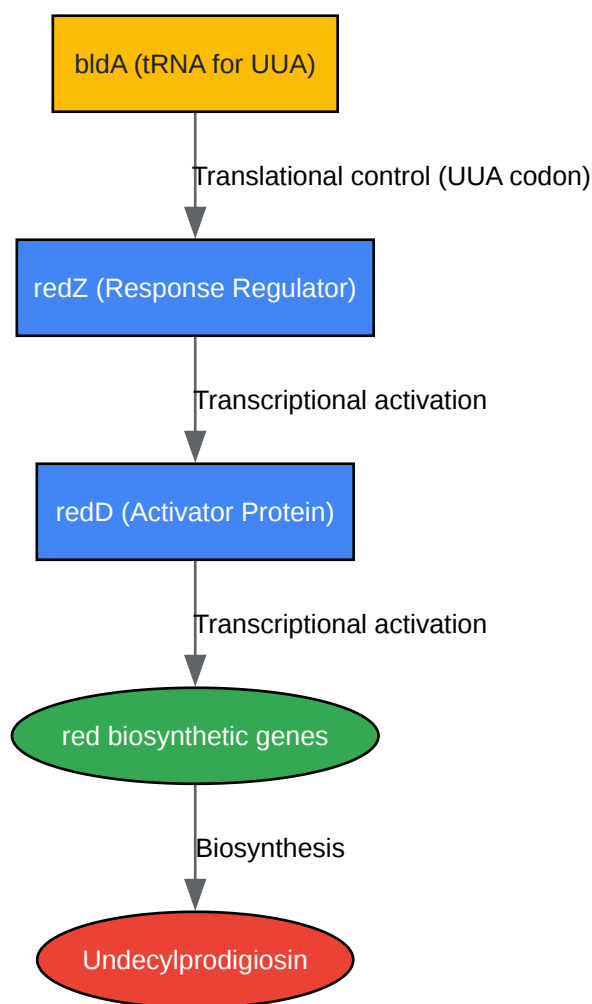 bldA (tRNA for UUA)
Translational control (UUA codon)
redZ (Response Regulator)
Transcriptional activation
redD (Activator Protein)
Transcriptional activation
red biosynthetic genes
Biosynthesis
Undecylprodigiosin